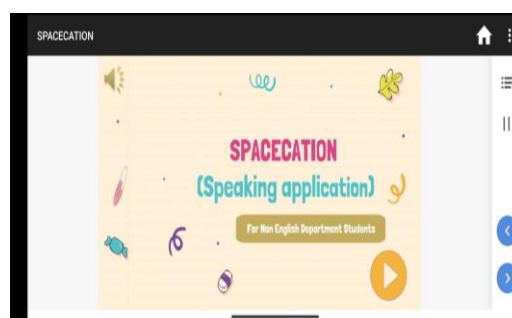 SPACECATION
SPACECATION
(Speaking application)
For Non English Department Students